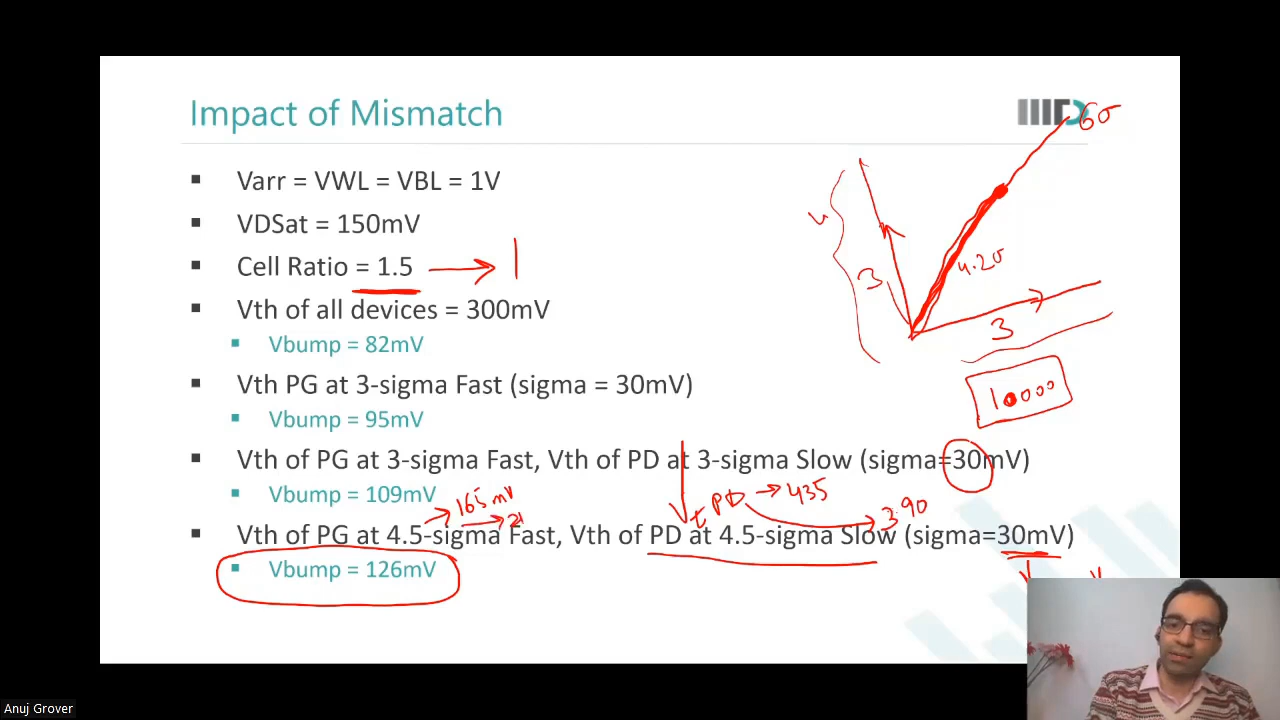 Impact of Mismatch
6σ
▪ Varr = VWL = VBL = 1V
▪ VDSat = 150mV
▪ Cell Ratio = 1.5 → 1
3
4.2σ
3
▪ Vth of all devices = 300mV
▪ Vbump = 82mV
▪ Vth PG at 3-sigma Fast (sigma = 30mV)
10000
▪ Vbump = 95mV
▪ Vth of PG at 3-sigma Fast, Vth of PD at 3-sigma Slow (sigma=30mV)
▪ Vbump = 109mV
→ 165 mV
PD → 435
→ 3.90
▪ Vth of PG at 4.5-sigma Fast, Vth of PD at 4.5-sigma Slow (sigma=30mV)
▪ Vbump = 126mV
Anuj Grover